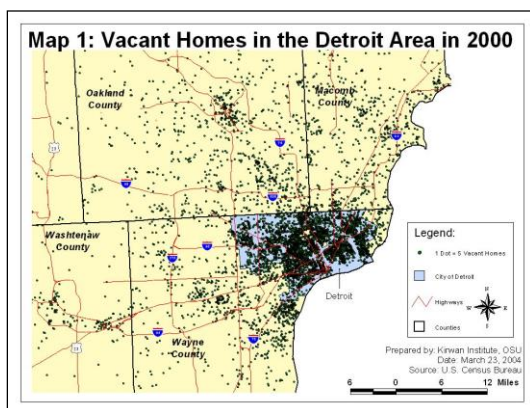 Map 1: Vacant Homes in the Detroit Area in 2000
Oakland
County
Macomb
County
Washtenaw
County
Wayne
County
Detroit
Legend:
1 Dot = 5 Vacant Homes
City of Detroit
Highways
Counties
N
W
E
S
Prepared by: Kirwan Institute, OSU
Date: March 23, 2004
Source: U.S. Census Bureau
6 0 6 12 Miles